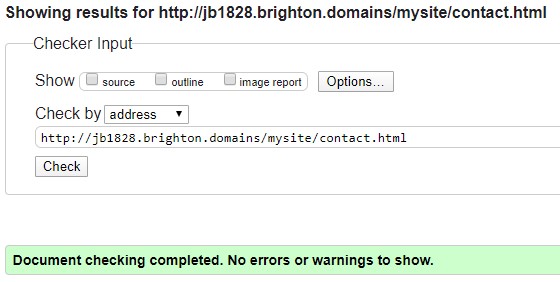 Showing results for http://jb1828.brighton.domains/mysite/contact.html
Checker Input
Show source outline image report Options...
Check by address
http://jb1828.brighton.domains/mysite/contact.html
Check
Document checking completed. No errors or warnings to show.